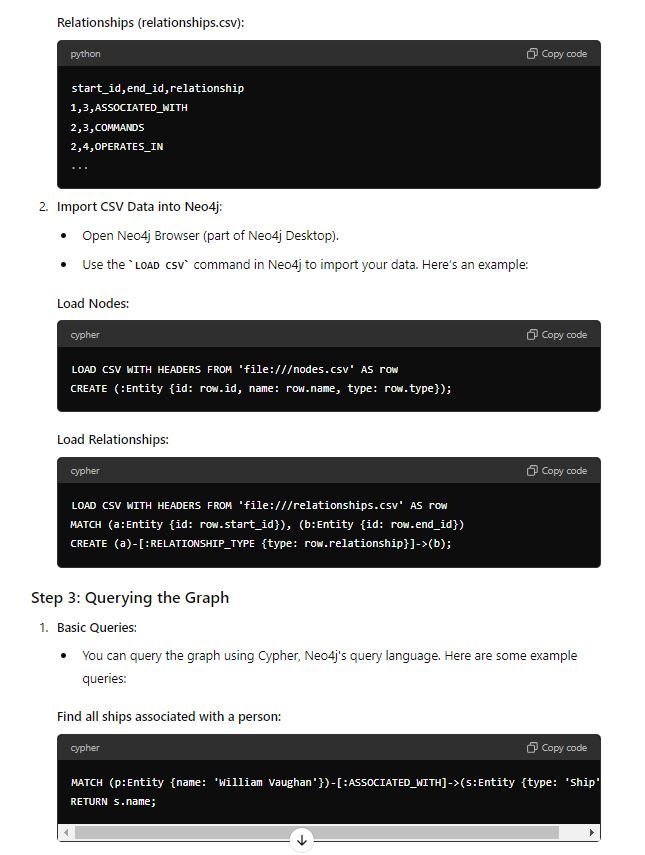 Relationships (relationships.csv):
python
Copy code
start_id,end_id,relationship
1,3,ASSOCIATED_WITH
2,3,COMMANDS
2,4,OPERATES_IN
...
2. Import CSV Data into Neo4j:
• Open Neo4j Browser (part of Neo4j Desktop).
• Use the `LOAD CSV` command in Neo4j to import your data. Here's an example:
Load Nodes:
cypher
Copy code
LOAD CSV WITH HEADERS FROM 'file:///nodes.csv' AS row
CREATE (:Entity {id: row.id, name: row.name, type: row.type});
Load Relationships:
cypher
Copy code
LOAD CSV WITH HEADERS FROM 'file:///relationships.csv' AS row
MATCH (a:Entity {id: row.start_id}), (b:Entity {id: row.end_id})
CREATE (a)-[:RELATIONSHIP_TYPE {type: row.relationship}]->(b);
Step 3: Querying the Graph
1. Basic Queries:
• You can query the graph using Cypher, Neo4j's query language. Here are some example
queries:
Find all ships associated with a person:
cypher
Copy code
MATCH (p:Entity {name: 'William Vaughan'})-[:ASSOCIATED_WITH]->(s:Entity {type: 'Ship'
RETURN s.name;